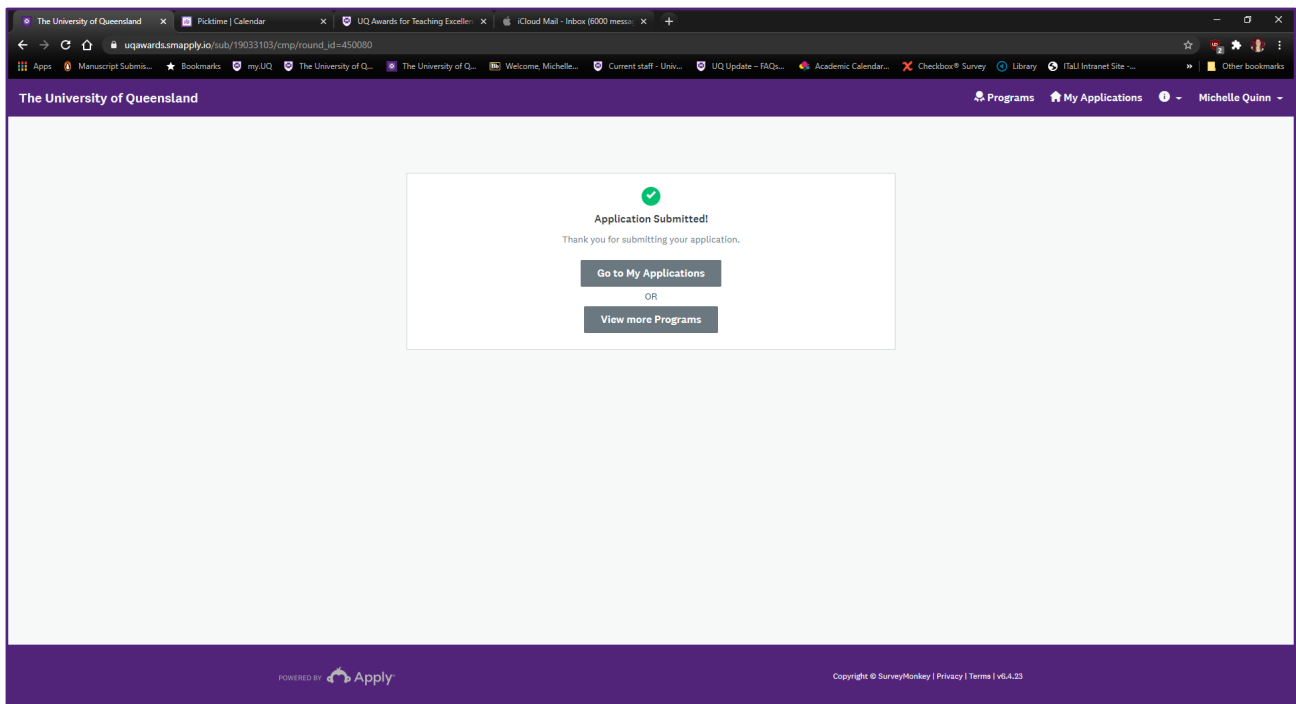 The University of Queensland
Picktime | Calendar
UQ Awards for Teaching Excellen
iCloud Mail - Inbox (6000 messag
uqawards.smapply.io/sub/19033103/cmp/round_id=450080
2
Apps Manuscript Submis... Bookmarks my.UQ The University of Q... The University of Q... Bb Welcome, Michelle... Current staff - Univ... UQ Update – FAQs... Academic Calendar... Checkbox® Survey Library ITaLI Intranet Site -... » Other bookmarks
The University of Queensland Programs My Applications Michelle Quinn
Application Submitted!
Thank you for submitting your application.
Go to My Applications
OR
View more Programs
POWERED BY Apply
Copyright © SurveyMonkey | Privacy | Terms | v6.4.23